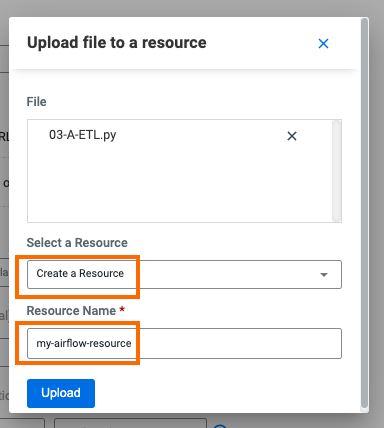 Upload file to a resource
File
03-A-ETL.py
Select a Resource
Create a Resource
Resource Name *
my-airflow-resource
Upload